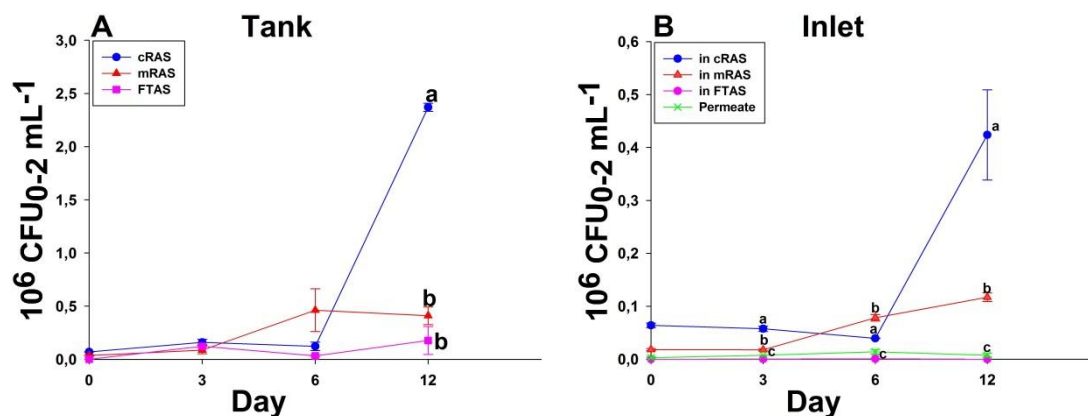 A Tank
10⁶ CFU₀₋₂ mL⁻¹
3,0
2,5
2,0
1,5
1,0
0,5
0,0
cRAS
mRAS
FTAS
a
b
b
0 3 6 12
Day
B Inlet
10⁶ CFU₀₋₂ mL⁻¹
0,6
0,5
0,4
0,3
0,2
0,1
0,0
in cRAS
in mRAS
in FTAS
Permeate
a
b
a b
b a
c c c
0 3 6 12
Day